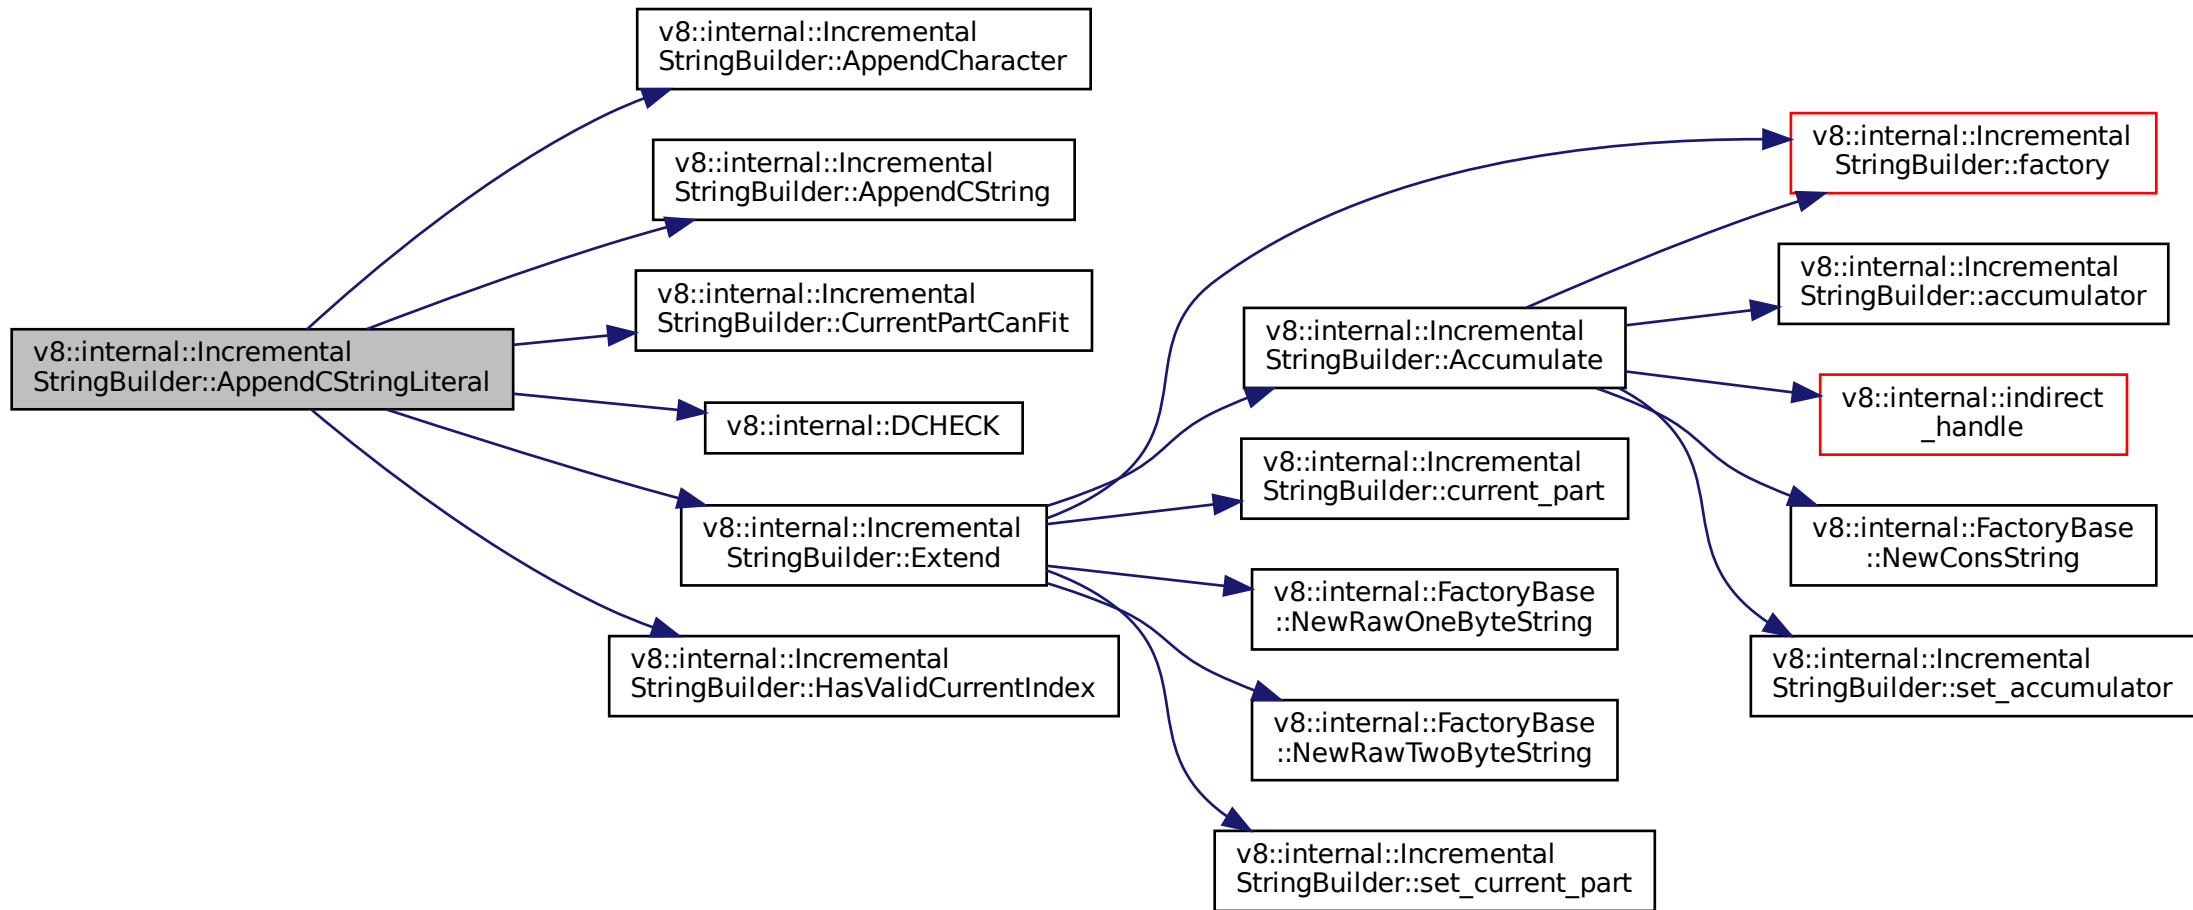 v8::internal::Incremental
StringBuilder::AppendCStringLiteral
v8::internal::Incremental
StringBuilder::AppendCharacter
v8::internal::Incremental
StringBuilder::AppendCString
v8::internal::Incremental
StringBuilder::CurrentPartCanFit
v8::internal::DCHECK
v8::internal::Incremental
StringBuilder::Extend
v8::internal::Incremental
StringBuilder::HasValidCurrentIndex
v8::internal::Incremental
StringBuilder::Accumulate
v8::internal::Incremental
StringBuilder::current_part
v8::internal::FactoryBase
::NewRawOneByteString
v8::internal::FactoryBase
::NewRawTwoByteString
v8::internal::Incremental
StringBuilder::set_current_part
v8::internal::Incremental
StringBuilder::factory
v8::internal::Incremental
StringBuilder::accumulator
v8::internal::indirect
_handle
v8::internal::FactoryBase
::NewConsString
v8::internal::Incremental
StringBuilder::set_accumulator